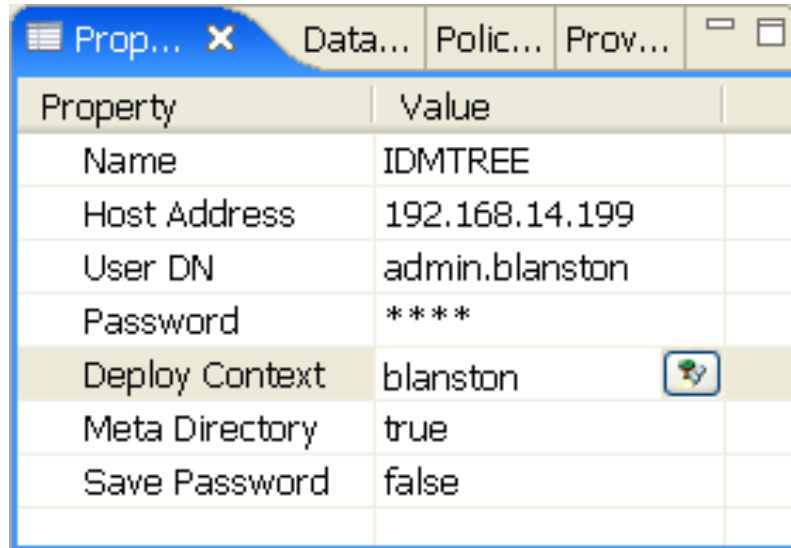 Prop... Data... Polic... Prov...
Property Value
Name IDMTREE
Host Address 192.168.14.199
User DN admin.blanston
Password ****
Deploy Context blanston
Meta Directory true
Save Password false